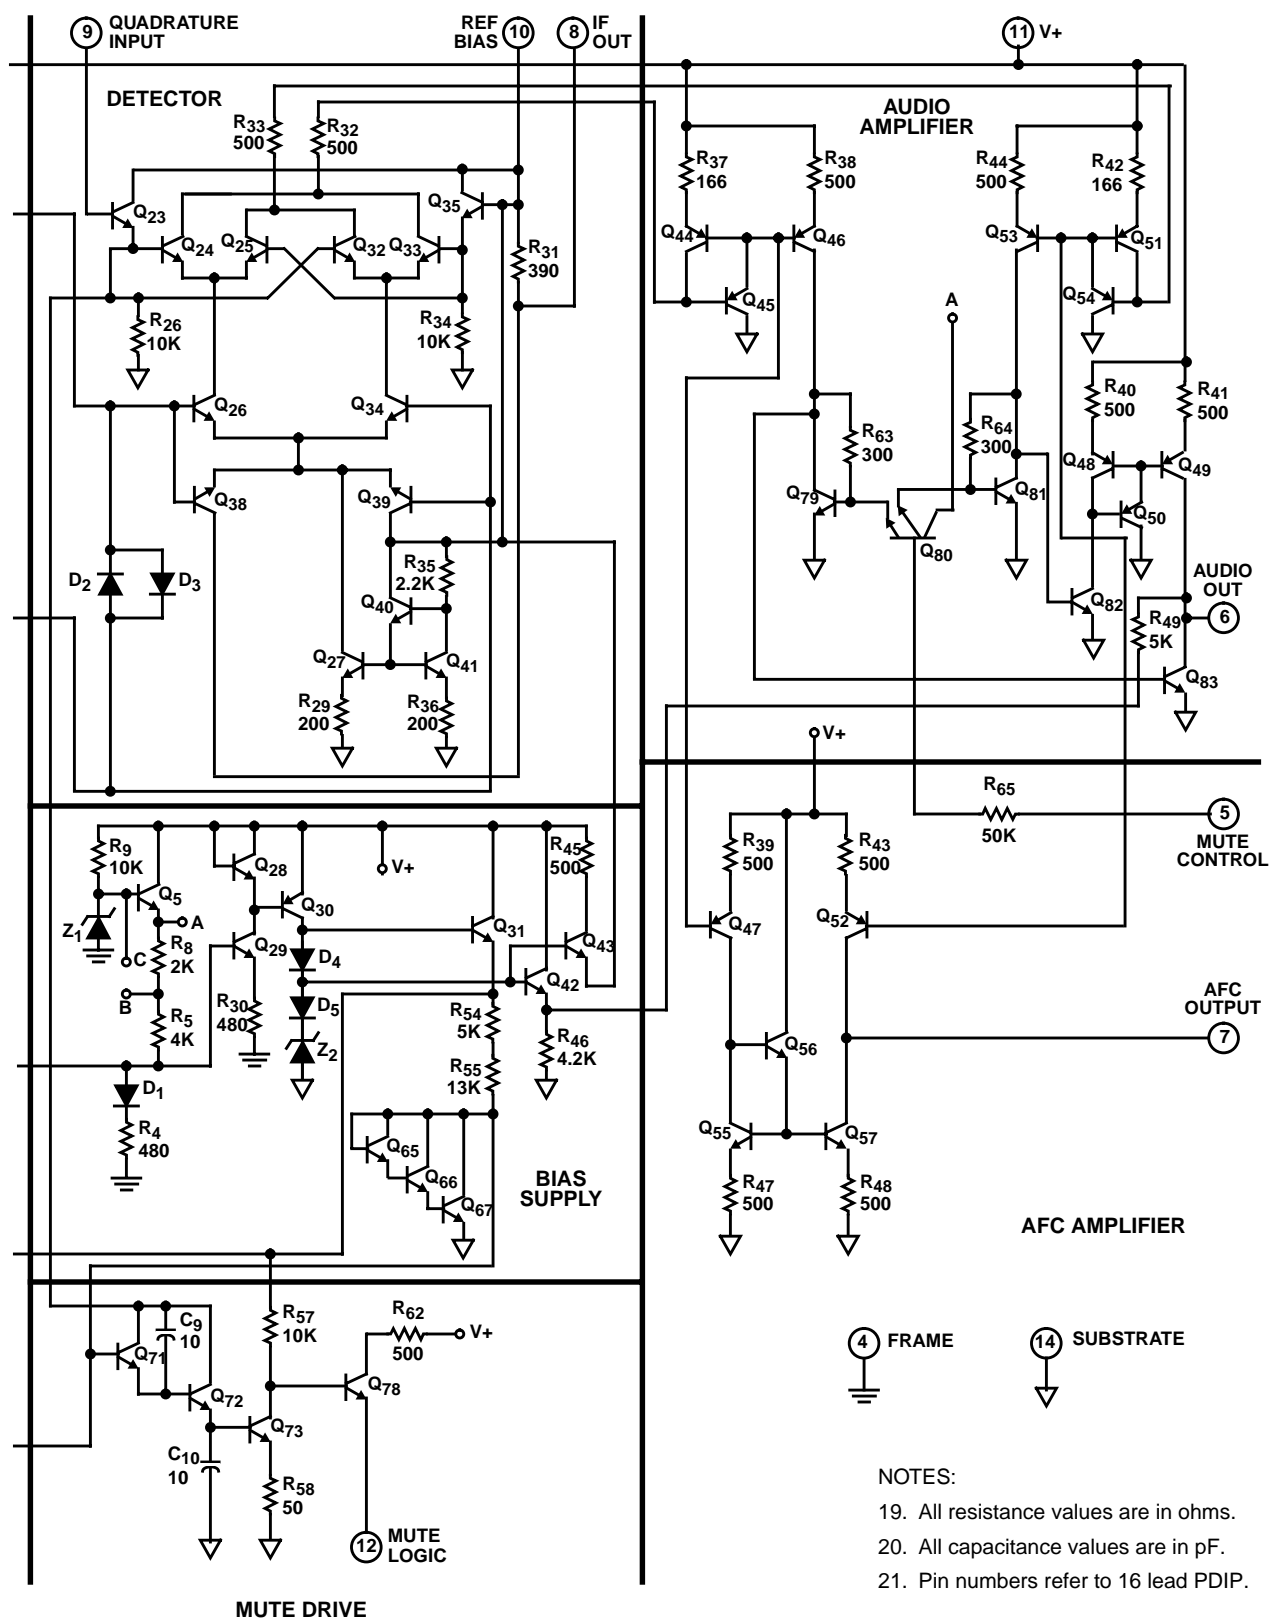 9 QUADRATURE
INPUT
REF
BIAS 10
8 IF
OUT
11 V+
DETECTOR
AUDIO
AMPLIFIER
R33
500
R32
500
R37
166
R38
500
R44
500
R42
166
Q23
Q35
Q24
Q25
Q32
Q33
R31
390
Q44
Q46
Q53
Q51
Q45
Q54
A
R26
10K
R34
10K
Q26
Q34
R40
500
R41
500
R63
300
R64
300
Q38
Q39
Q48
Q49
Q79
Q81
Q50
Q80
D2
D3
R35
2.2K
Q40
Q82
AUDIO
OUT
6
R49
5K
Q27
Q41
Q83
R29
200
R36
200
V+
R65
50K
5
MUTE
CONTROL
R9
10K
Q5
Q28
V+
R45
500
R39
500
R43
500
Z1
A
Q30
Q31
Q43
Q47
Q52
R8
2K
C
Q29
D4
Q42
B
R5
4K
R30
480
D5
Z2
R54
5K
R46
4.2K
AFC
OUTPUT
7
Q56
D1
R55
13K
R4
480
Q65
Q66
Q67
BIAS
SUPPLY
Q55
Q57
R47
500
R48
500
AFC AMPLIFIER
C9
10
R57
10K
R62
500
V+
Q71
Q72
Q78
4 FRAME
14 SUBSTRATE
Q73
C10
10
R58
50
12 MUTE
LOGIC
MUTE DRIVE
NOTES:
19. All resistance values are in ohms.
20. All capacitance values are in pF.
21. Pin numbers refer to 16 lead PDIP.